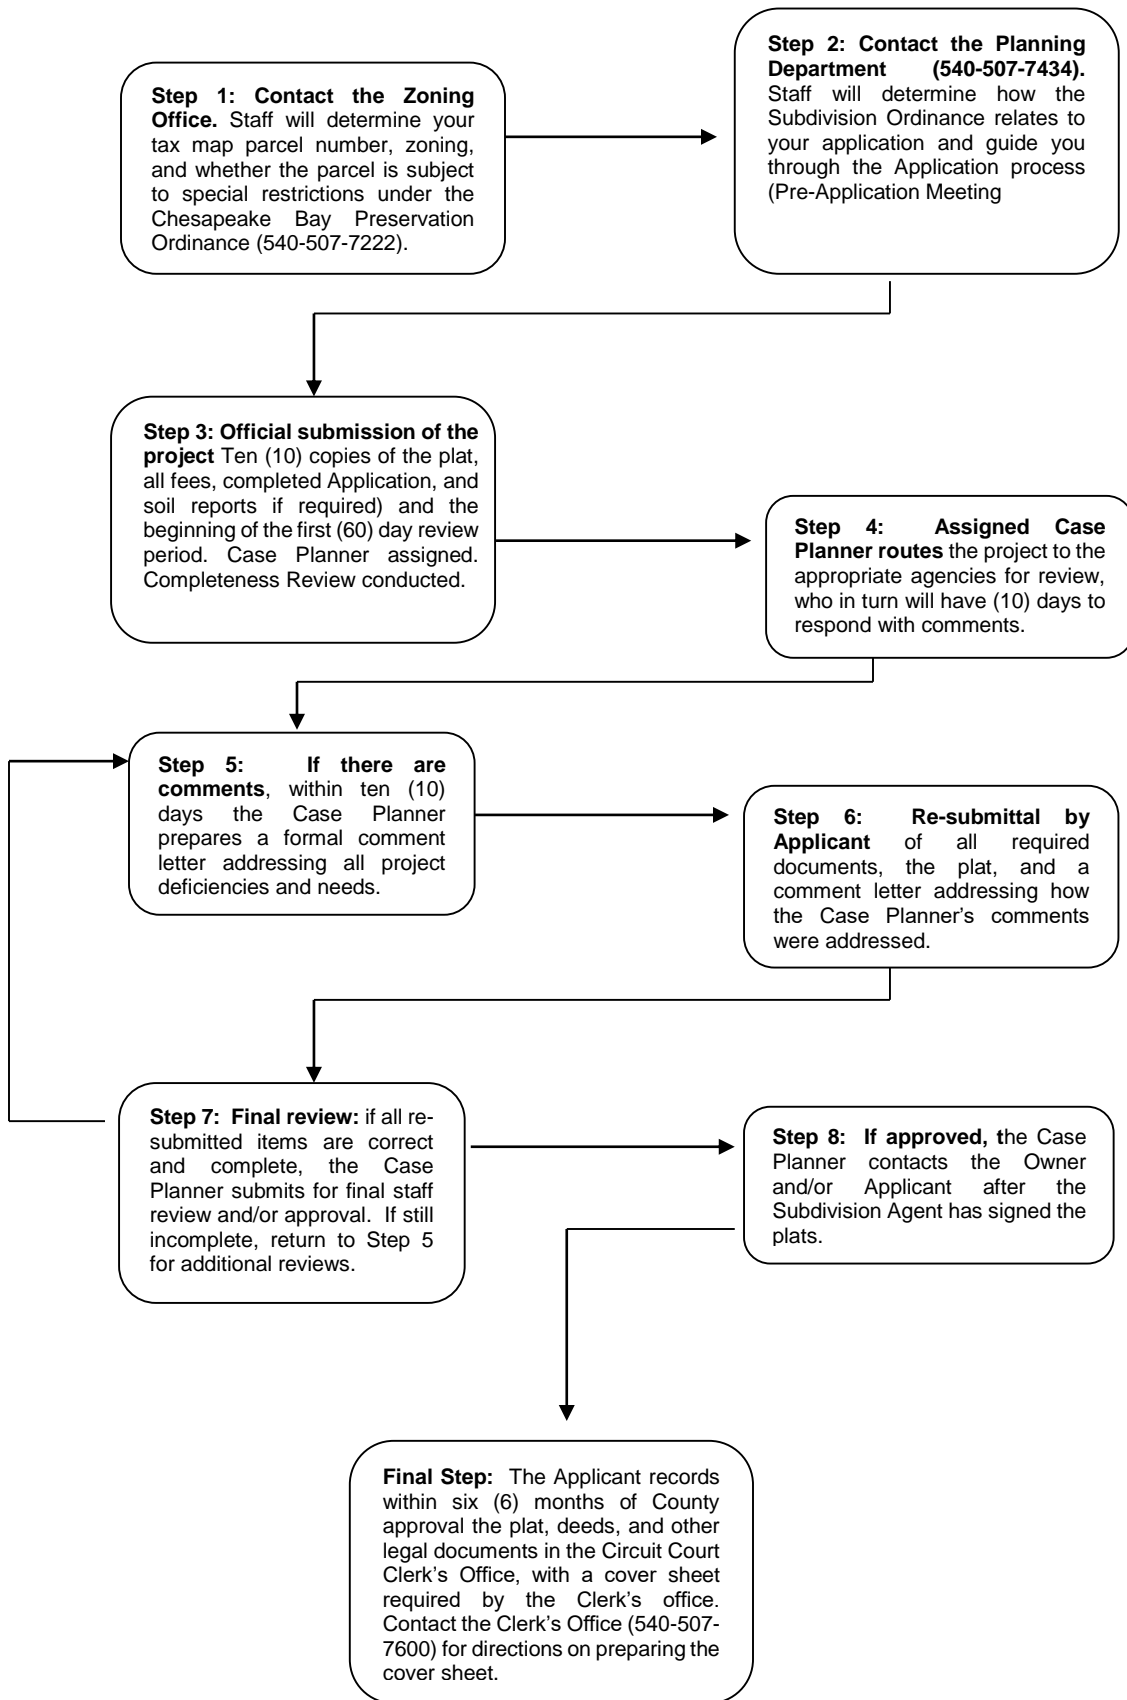 Step 1: Contact the Zoning
Office. Staff will determine your
tax map parcel number, zoning,
and whether the parcel is subject
to special restrictions under the
Chesapeake Bay Preservation
Ordinance (540-507-7222).
Step 2: Contact the Planning
Department (540-507-7434).
Staff will determine how the
Subdivision Ordinance relates to
your application and guide you
through the Application process
(Pre-Application Meeting
Step 3: Official submission of the
project Ten (10) copies of the plat,
all fees, completed Application, and
soil reports if required) and the
beginning of the first (60) day review
period. Case Planner assigned.
Completeness Review conducted.
Step 4: Assigned Case
Planner routes the project to the
appropriate agencies for review,
who in turn will have (10) days to
respond with comments.
Step 5: If there are
comments, within ten (10)
days the Case Planner
prepares a formal comment
letter addressing all project
deficiencies and needs.
Step 6: Re-submittal by
Applicant of all required
documents, the plat, and a
comment letter addressing how
the Case Planner’s comments
were addressed.
Step 7: Final review: if all re-
submitted items are correct
and complete, the Case
Planner submits for final staff
review and/or approval. If still
incomplete, return to Step 5
for additional reviews.
Step 8: If approved, the Case
Planner contacts the Owner
and/or Applicant after the
Subdivision Agent has signed the
plats.
Final Step: The Applicant records
within six (6) months of County
approval the plat, deeds, and other
legal documents in the Circuit Court
Clerk’s Office, with a cover sheet
required by the Clerk’s office.
Contact the Clerk’s Office (540-507-
7600) for directions on preparing the
cover sheet.